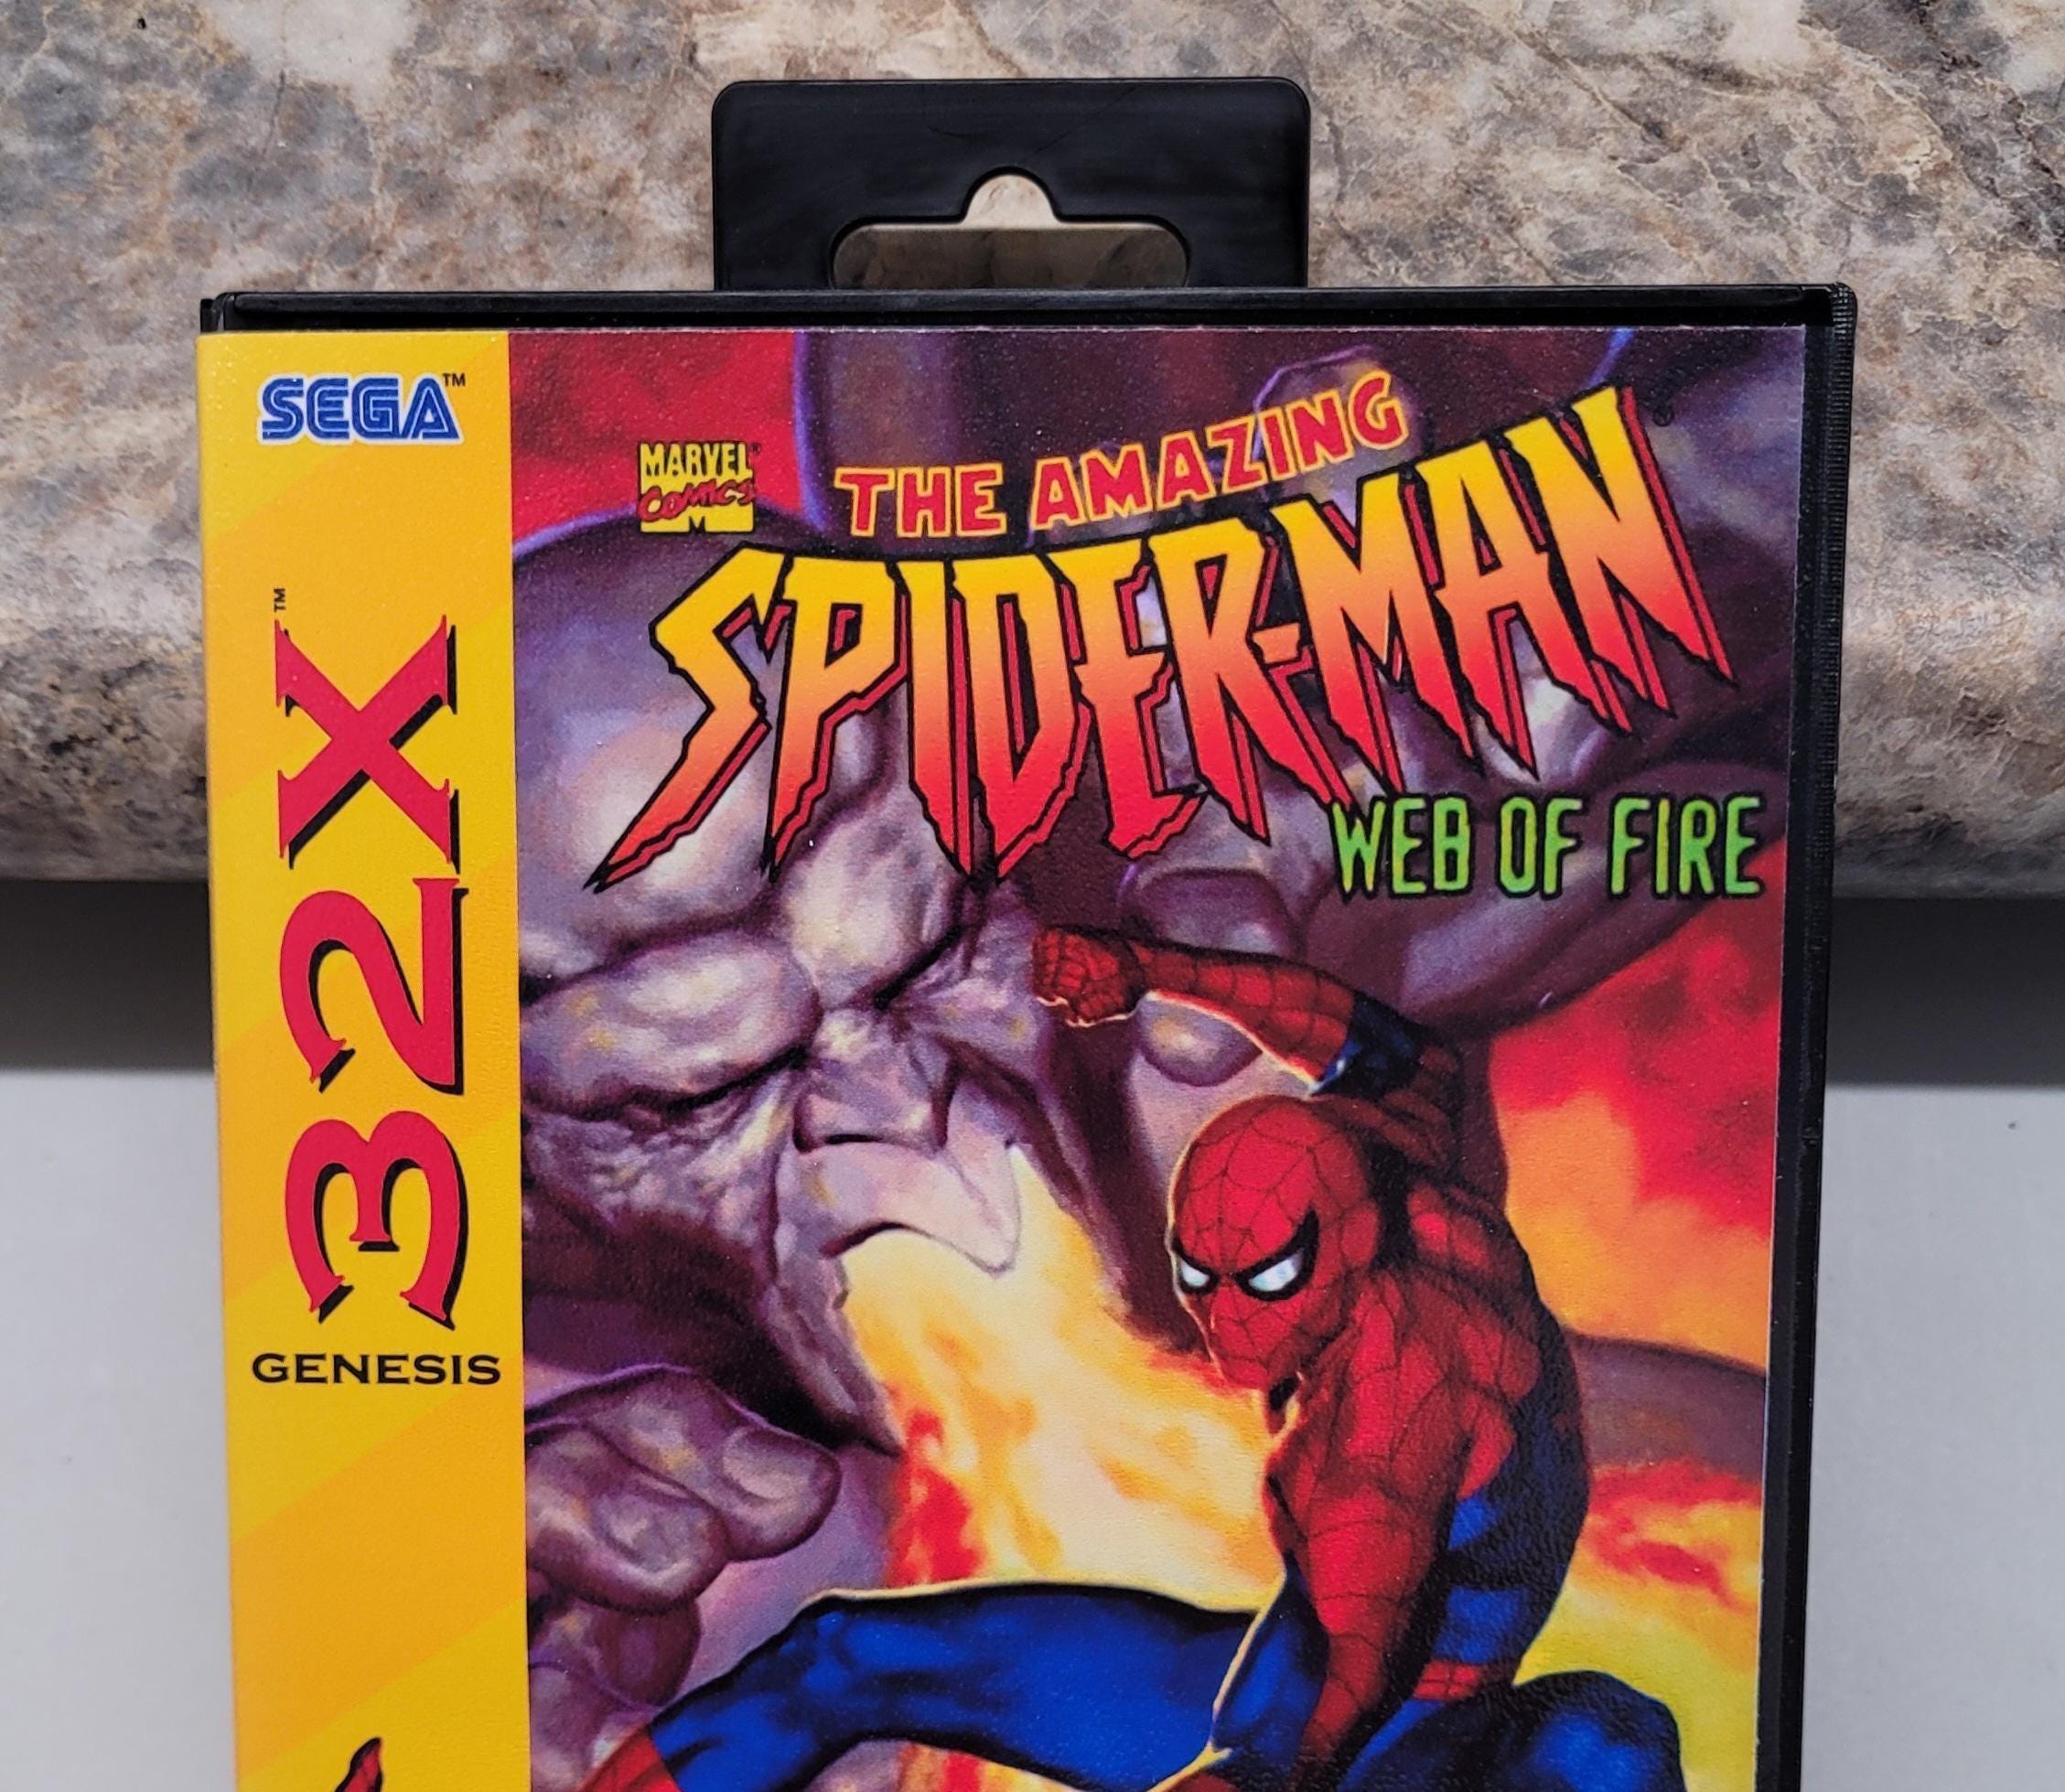 SEGA™
32X™
GENESIS
MARVEL
COMICS
THE AMAZING
SPIDER-MAN
WEB OF FIRE